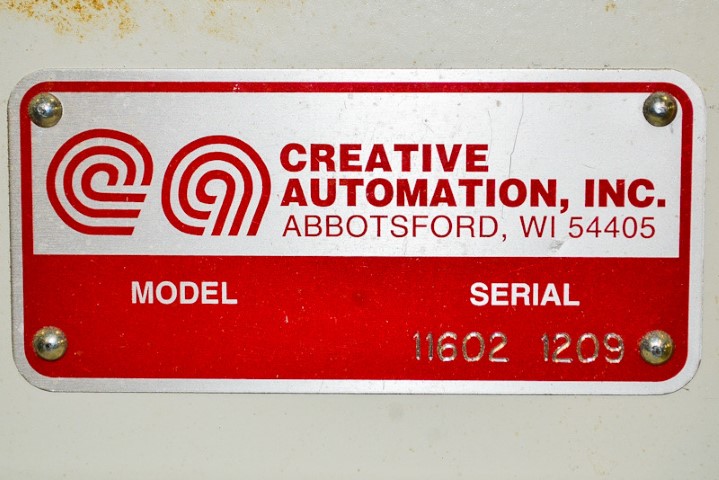 CREATIVE
AUTOMATION, INC.
ABBOTSFORD, WI 54405
MODEL SERIAL
11602 1209